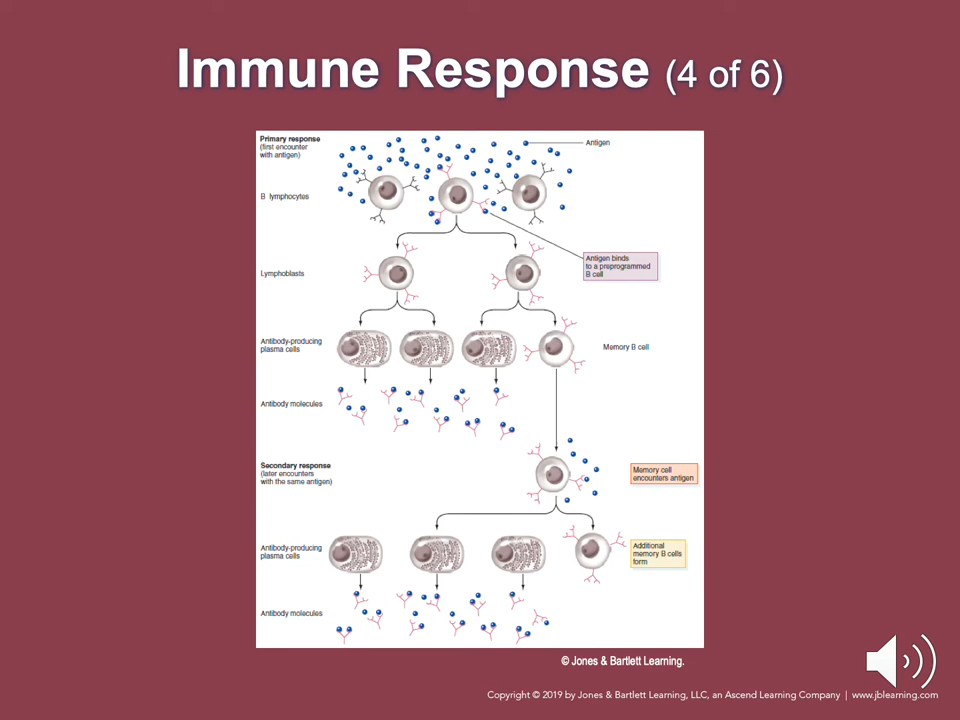 Immune Response (4 of 6)
Primary response
(first encounter
with antigen)
Antigen
B lymphocytes
Antigen binds
to a preprogrammed
B cell
Lymphoblasts
Antibody-producing
plasma cells
Memory B cell
Antibody molecules
Secondary response
(later encounters
with the same antigen)
Memory cell
encounters antigen
Antibody-producing
plasma cells
Additional
memory B cells
form
Antibody molecules
© Jones & Bartlett Learning.
Copyright © 2019 by Jones & Bartlett Learning, LLC, an Ascend Learning Company | www.jblearning.com